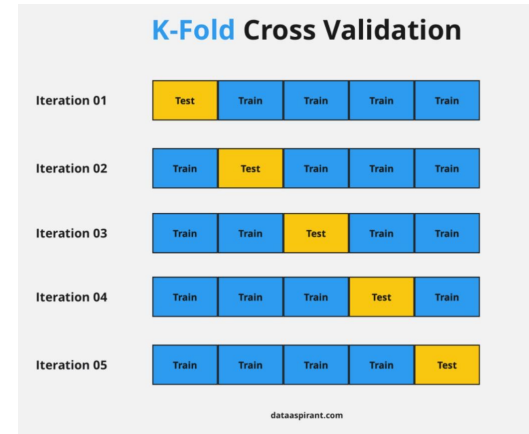 K-Fold Cross Validation
Iteration 01 Test Train Train Train Train
Iteration 02 Train Test Train Train Train
Iteration 03 Train Train Test Train Train
Iteration 04 Train Train Train Test Train
Iteration 05 Train Train Train Train Test
dataaspirant.com